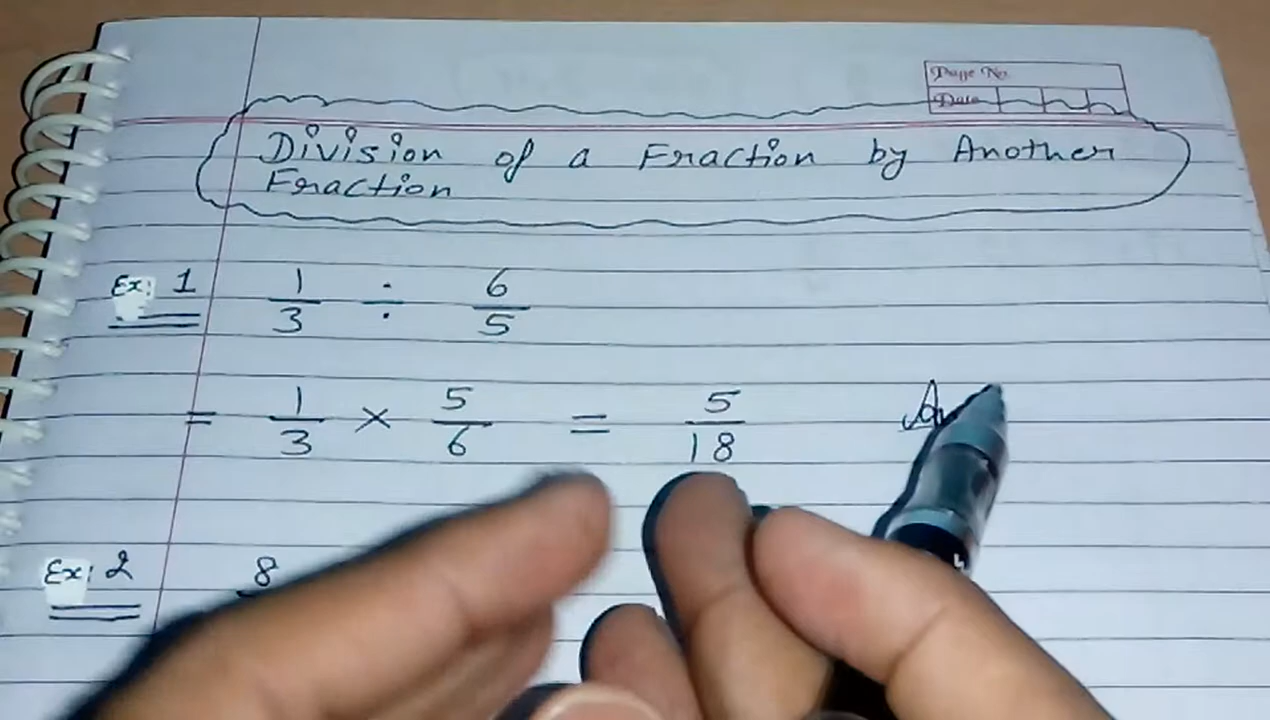 Page No.
Date
Division of a Fraction by Another
Fraction
Ex: 1 1/3 ÷ 6/5
= 1/3 × 5/6 = 5/18
Ex: 2 8